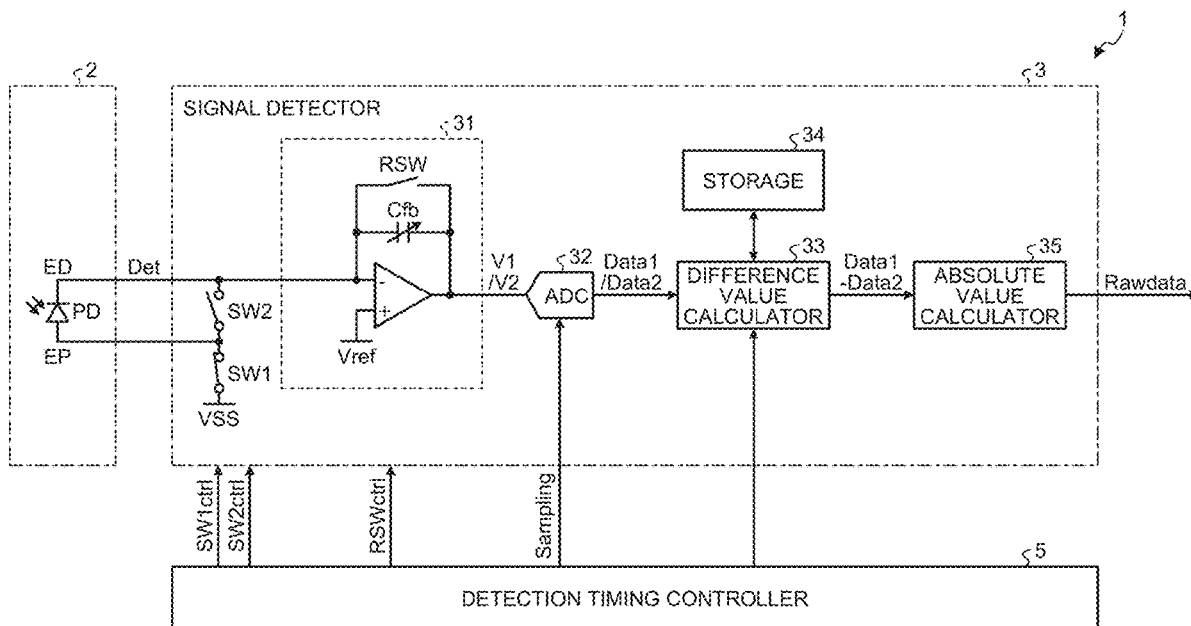 1
2
3
SIGNAL DETECTOR
31
34
RSW
STORAGE
Cfb
ED
Det
V1
/V2
32
ADC
Data1
/Data2
33
DIFFERENCE
VALUE
CALCULATOR
Data1
-Data2
35
ABSOLUTE
VALUE
CALCULATOR
Rawdata
PD
EP
SW2
SW1
VSS
-
+
Vref
SW1ctrl
SW2ctrl
RSWctrl
Sampling
5
DETECTION TIMING CONTROLLER